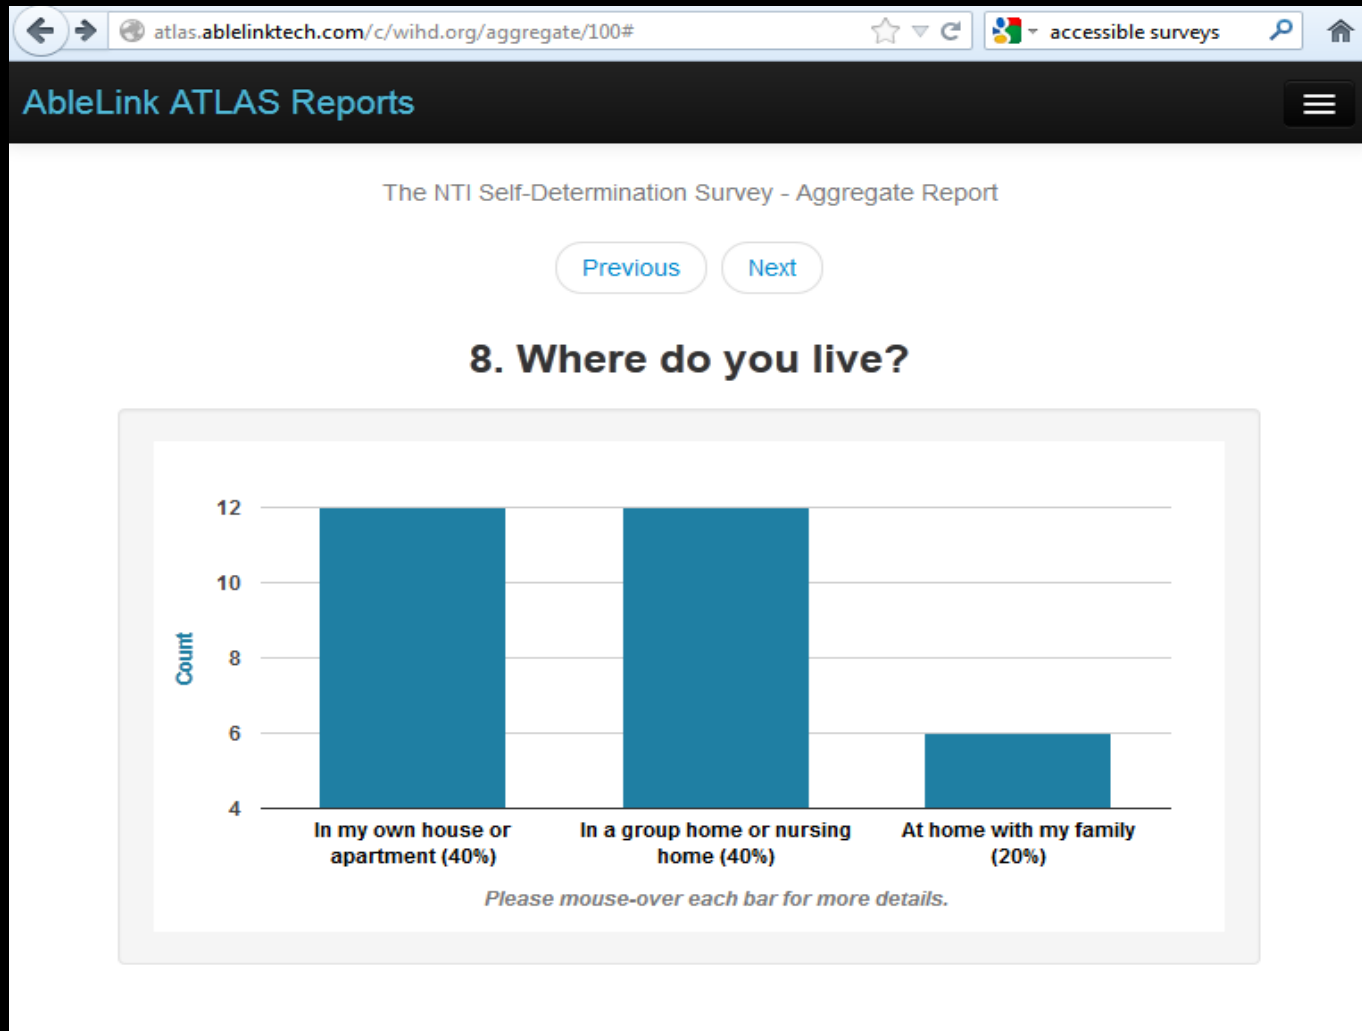 atlas.ablelinktech.com/c/wihd.org/aggregate/100#
accessible surveys
AbleLink ATLAS Reports
The NTI Self-Determination Survey - Aggregate Report
Previous
Next
8. Where do you live?
12
10
8
6
4
Count
In my own house or
apartment (40%)
In a group home or nursing
home (40%)
At home with my family
(20%)
Please mouse-over each bar for more details.